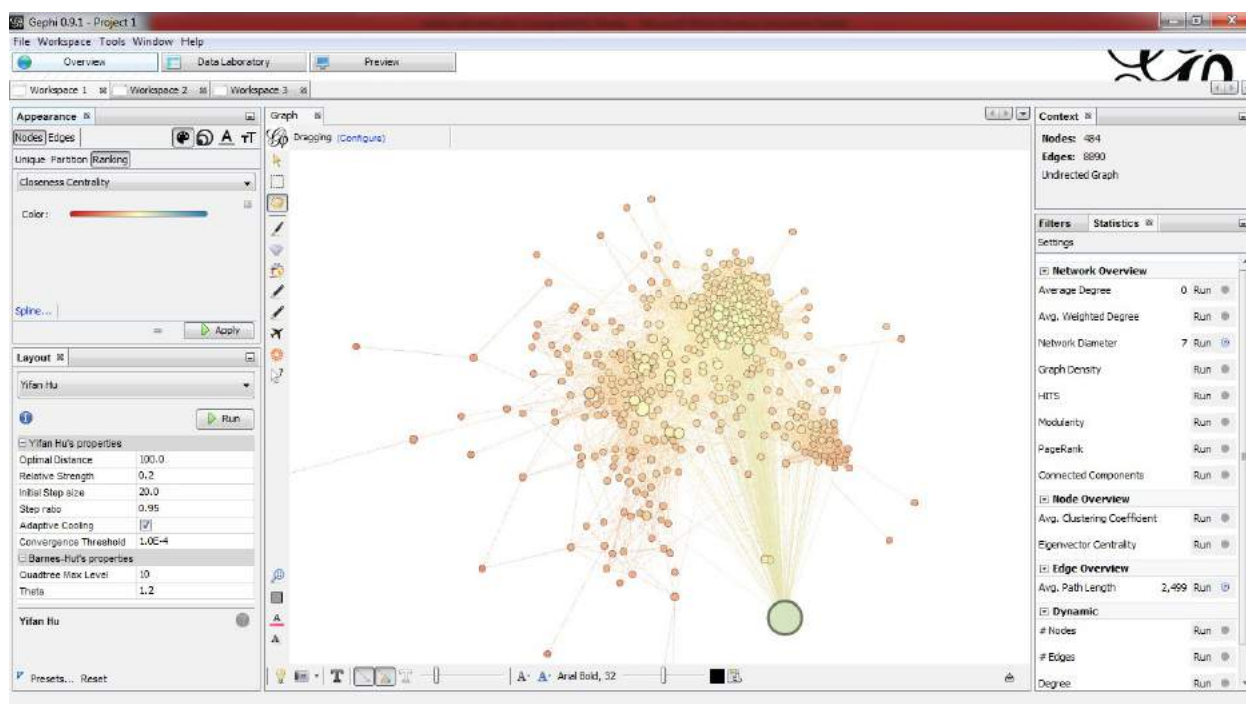 Gephi 0.9.1 - Project 1
File Workspace Tools Window Help
Overview Data Laboratory Preview
Workspace 1 Workspace 2 Workspace 3
Appearance
Nodes Edges
Unique Partition Ranking
Closeness Centrality
Color:
Spline...
Apply
Layout
Yifan Hu
Run
Yifan Hu's properties
Optimal Distance 100.0
Relative Strength 0.2
Initial Step size 20.0
Step ratio 0.95
Adaptive Cooling
Convergence Threshold 1.0E-4
Barnes-Hut's properties
Quadtree Max Level 10
Theta 1.2
Yifan Hu
Presets... Reset
Graph
Dragging (Configure)
Arial Bold, 32
Context
Nodes: 484
Edges: 8890
Undirected Graph
Filters Statistics
Settings
Network Overview
Average Degree 0 Run
Avg. Weighted Degree Run
Network Diameter 7 Run
Graph Density Run
HITS Run
Modularity Run
PageRank Run
Connected Components Run
Node Overview
Avg. Clustering Coefficient Run
Eigenvector Centrality Run
Edge Overview
Avg. Path Length 2,499 Run
Dynamic
# Nodes Run
# Edges Run
Degree Run